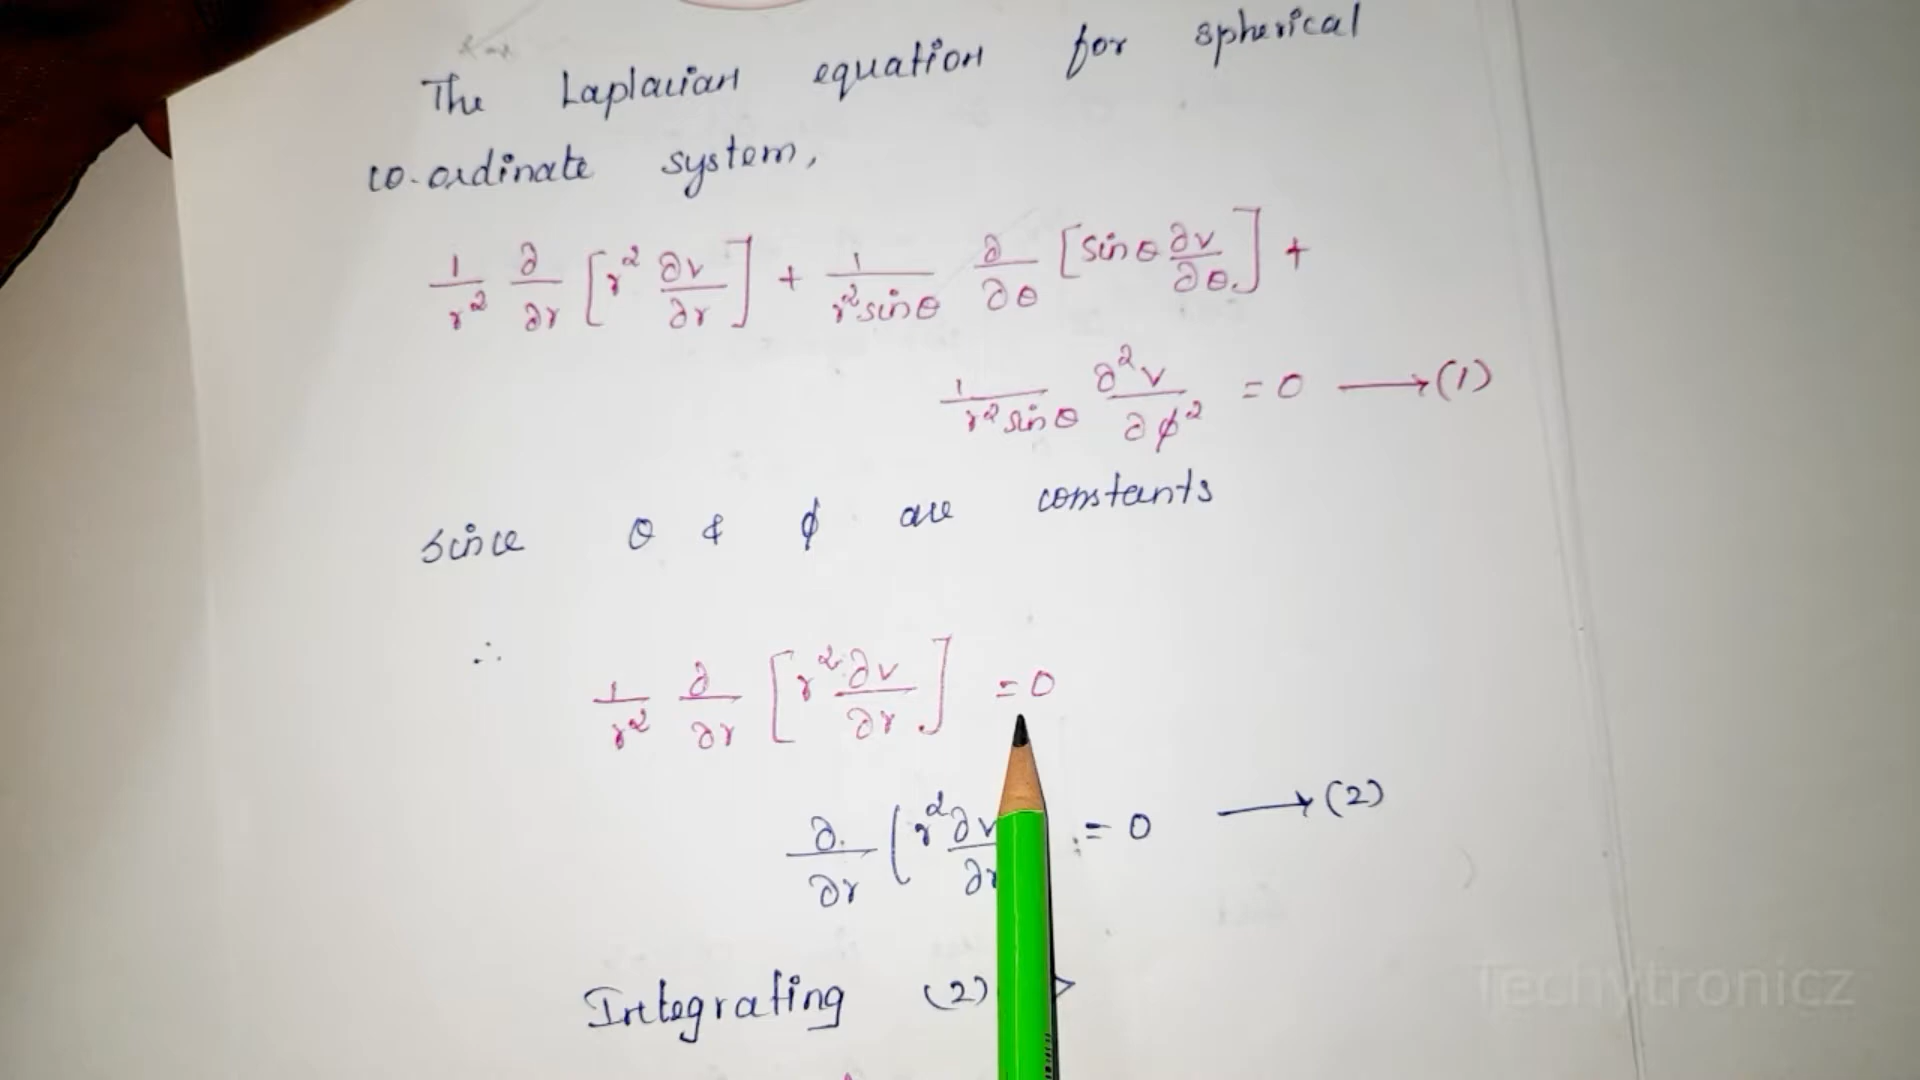 The Laplacian equation for spherical
co-ordinate system,
1/r² ∂/∂r [r² ∂v/∂r] + 1/r² sinθ ∂/∂θ [sinθ ∂v/∂θ.] +
1/r² sinθ ∂²v/∂ϕ² = 0 ⟶ (1)
since θ & ϕ are constants
∴ 1/r² ∂/∂r [r² ∂v/∂r] = 0
∂/∂r (r² ∂v/∂r = 0 ⟶ (2)
Integrating (2)
Techytronicz